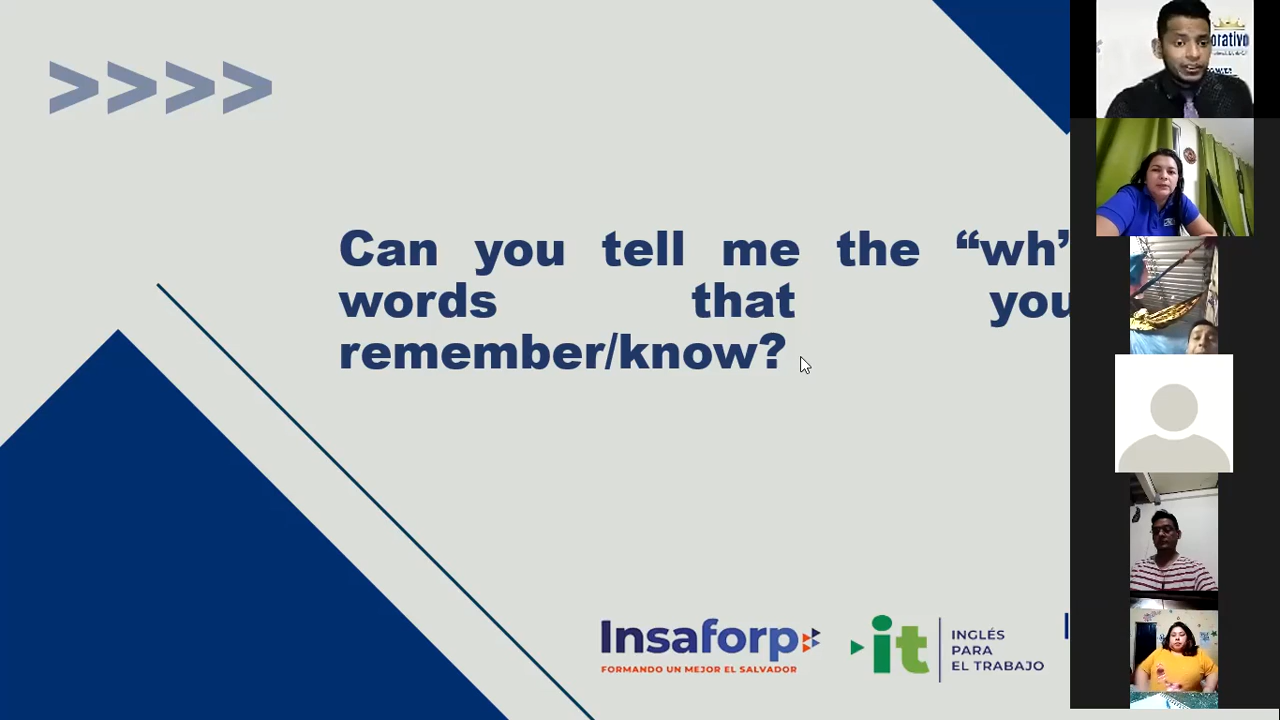 >>>>
Can you tell me the “wh’
words that you
remember/know?
Insaforp
FORMANDO UN MEJOR EL SALVADOR
it
INGLÉS
PARA
EL TRABAJO
orativo